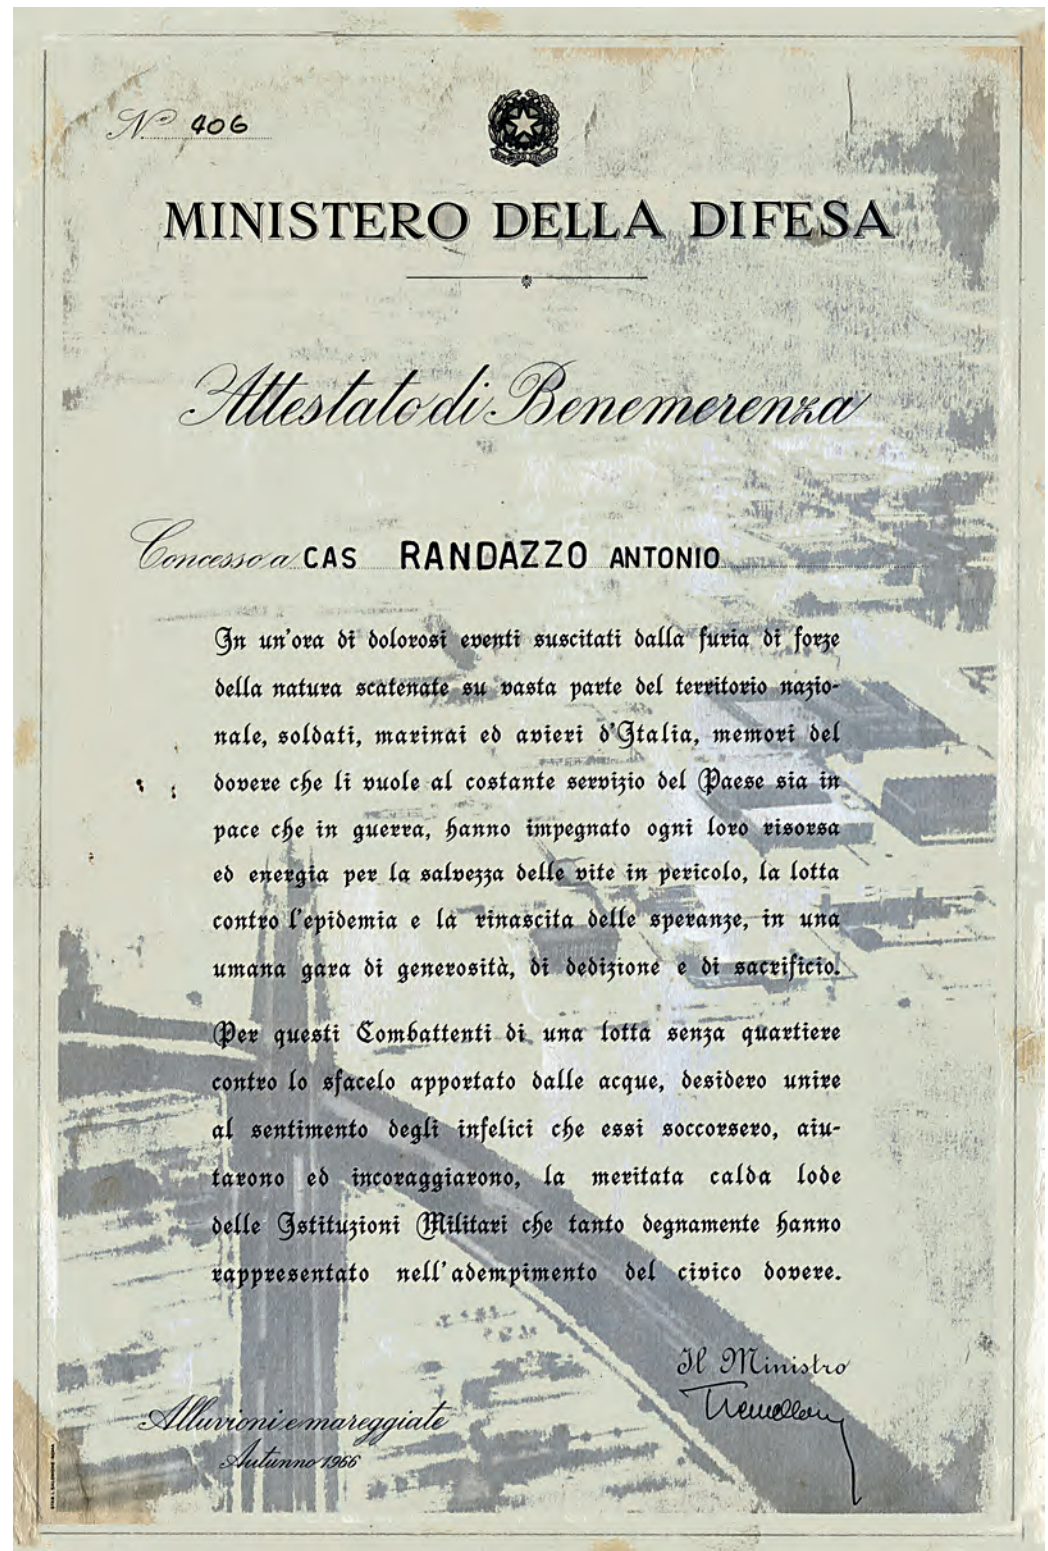 Nº 406
MINISTERO DELLA DIFESA
Attestato di Benemerenza
Concesso a CAS RANDAZZO ANTONIO
In un'ora di dolorosi eventi suscitati dalla furia di forze
della natura scatenate su vasta parte del territorio nazio-
nale, soldati, marinai ed avieri d'Italia, memori del
dovere che li vuole al costante servizio del Paese sia in
pace che in guerra, hanno impegnato ogni loro risorsa
ed energia per la salvezza delle vite in pericolo, la lotta
contro l'epidemia e la rinascita delle speranze, in una
umana gara di generosità, di dedizione e di sacrificio.
Per questi Combattenti di una lotta senza quartiere
contro lo sfacelo apportato dalle acque, desidero unire
al sentimento degli infelici che essi soccorsero, aiu-
tarono ed incoraggiarono, la meritata calda lode
delle Istituzioni Militari che tanto degnamente hanno
rappresentato nell'adempimento del civico dovere.
Il Ministro
Tremelloni
Alluvioni e mareggiate
Autunno 1966